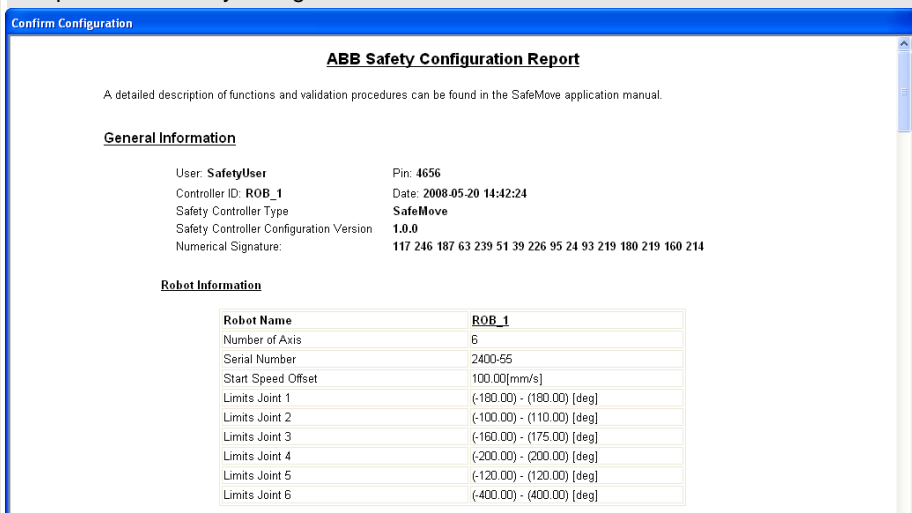 Confirm Configuration
ABB Safety Configuration Report
A detailed description of functions and validation procedures can be found in the SafeMove application manual.
General Information
User: SafetyUser Pin: 4656
Controller ID: ROB_1 Date: 2008-05-20 14:42:24
Safety Controller Type SafeMove
Safety Controller Configuration Version 1.0.0
Numerical Signature: 117 246 187 63 239 51 39 226 95 24 93 219 180 219 160 214
Robot Information
Robot Name ROB_1
Number of Axis 6
Serial Number 2400-55
Start Speed Offset 100.00[mm/s]
Limits Joint 1 (-180.00) - (180.00) [deg]
Limits Joint 2 (-100.00) - (110.00) [deg]
Limits Joint 3 (-160.00) - (175.00) [deg]
Limits Joint 4 (-200.00) - (200.00) [deg]
Limits Joint 5 (-120.00) - (120.00) [deg]
Limits Joint 6 (-400.00) - (400.00) [deg]